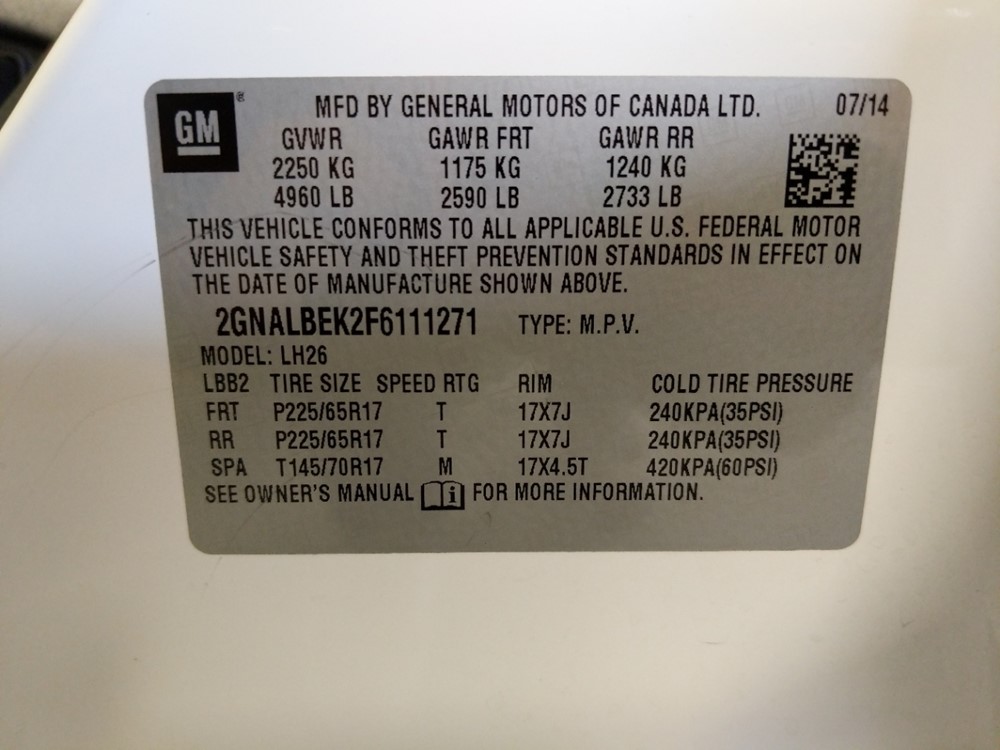 GM ® MFD BY GENERAL MOTORS OF CANADA LTD. 07/14
GVWR GAWR FRT GAWR RR
2250 KG 1175 KG 1240 KG
4960 LB 2590 LB 2733 LB
THIS VEHICLE CONFORMS TO ALL APPLICABLE U.S. FEDERAL MOTOR
VEHICLE SAFETY AND THEFT PREVENTION STANDARDS IN EFFECT ON
THE DATE OF MANUFACTURE SHOWN ABOVE.
2GNALBEK2F6111271 TYPE: M.P.V.
MODEL: LH26
LBB2 TIRE SIZE SPEED RTG RIM COLD TIRE PRESSURE
FRT P225/65R17 T 17X7J 240KPA(35PSI)
RR P225/65R17 T 17X7J 240KPA(35PSI)
SPA T145/70R17 M 17X4.5T 420KPA(60PSI)
SEE OWNER'S MANUAL i FOR MORE INFORMATION.